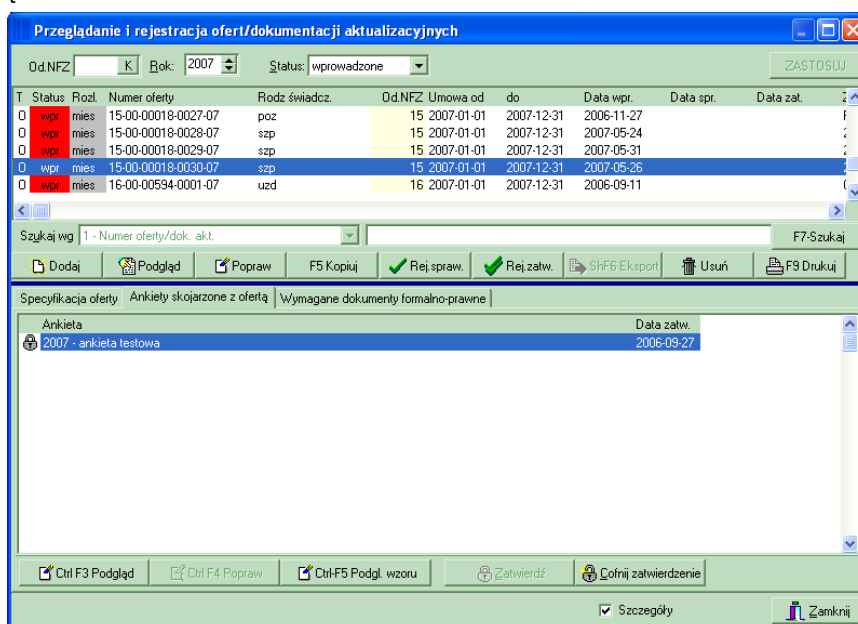 Przeglądanie i rejestracja ofert/dokumentacji aktualizacyjnych
Od.NFZ K Rok: 2007 Status: wprowadzone ZASTOSUJ
T Status Rozl. Numer oferty Rodz świadcz. Od.NFZ Umowa od do Data wpr. Data spr. Data zat.
O wpr mies 15-00-00018-0027-07 poz 15 2007-01-01 2007-12-31 2006-11-27
O wpr mies 15-00-00018-0028-07 szp 15 2007-01-01 2007-12-31 2007-05-24
O wpr mies 15-00-00018-0029-07 szp 15 2007-01-01 2007-12-31 2007-05-31
O wpr mies 15-00-00018-0030-07 szp 15 2007-01-01 2007-12-31 2007-05-26
O wpr mies 16-00-00594-0001-07 uzd 16 2007-01-01 2007-12-31 2006-09-11
Szukaj wg 1 - Numer oferty/dok. akt. F7-Szukaj
Dodaj Podgląd Popraw F5 Kopiuj Rej.spraw. Rej.zatw. ShF6 Eksport Usuń F9 Drukuj
Specyfikacja oferty Ankiety skojarzone z ofertą Wymagane dokumenty formalno-prawne
Ankieta Data zatw.
2007 - ankieta testowa 2006-09-27
Ctrl F3 Podgląd Ctrl F4 Popraw Ctrl-F5 Podgl. wzoru Zatwierdź Cofnij zatwierdzenie
Szczegóły Zamknij